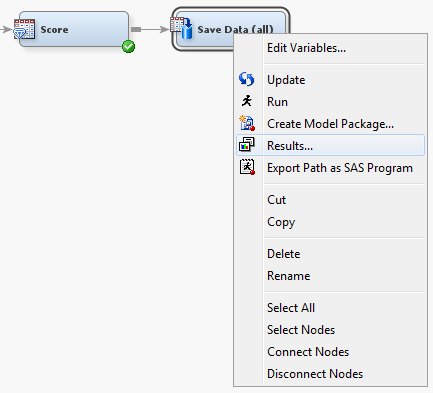 Score
Save Data (all)
Edit Variables...
Update
Run
Create Model Package...
Results...
Export Path as SAS Program
Cut
Copy
Delete
Rename
Select All
Select Nodes
Connect Nodes
Disconnect Nodes